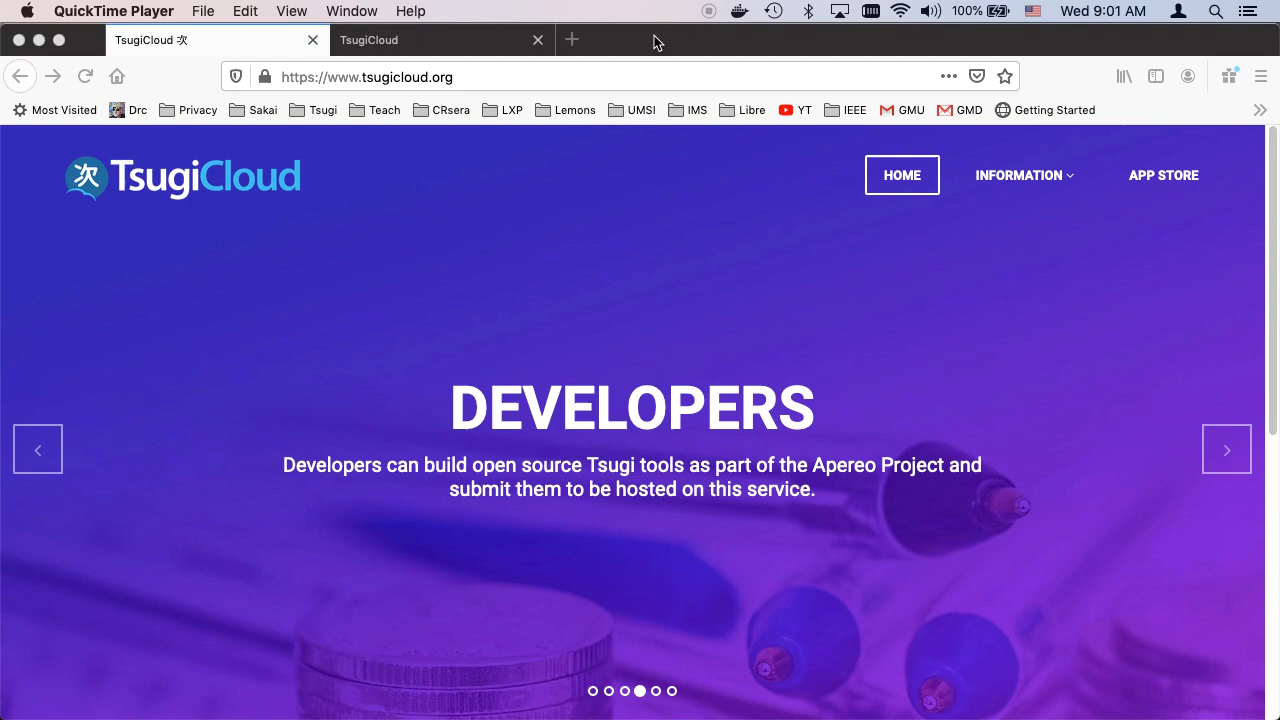 QuickTime Player File Edit View Window Help 100% Wed 9:01 AM
TsugiCloud 次 TsugiCloud
https://www.tsugicloud.org
Most Visited Drc Privacy Sakai Tsugi Teach CRsera LXP Lemons UMSI IMS Libre YT IEEE GMU GMD Getting Started
次 TsugiCloud HOME INFORMATION APP STORE
DEVELOPERS
Developers can build open source Tsugi tools as part of the Apereo Project and
submit them to be hosted on this service.